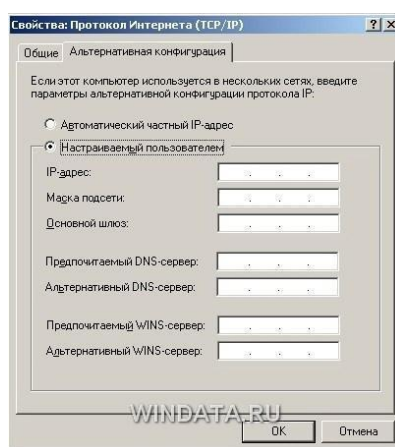 Свойства: Протокол Интернета (TCP/IP)
Общие Альтернативная конфигурация
Если этот компьютер используется в нескольких сетях, введите
параметры альтернативной конфигурации протокола IP:
Автоматический частный IP-адрес
Настраиваемый пользователем
IP-адрес:
Маска подсети:
Основной шлюз:
Предпочитаемый DNS-сервер:
Альтернативный DNS-сервер:
Предпочитаемый WINS-сервер:
Альтернативный WINS-сервер:
WINDATA.RU
OK Отмена